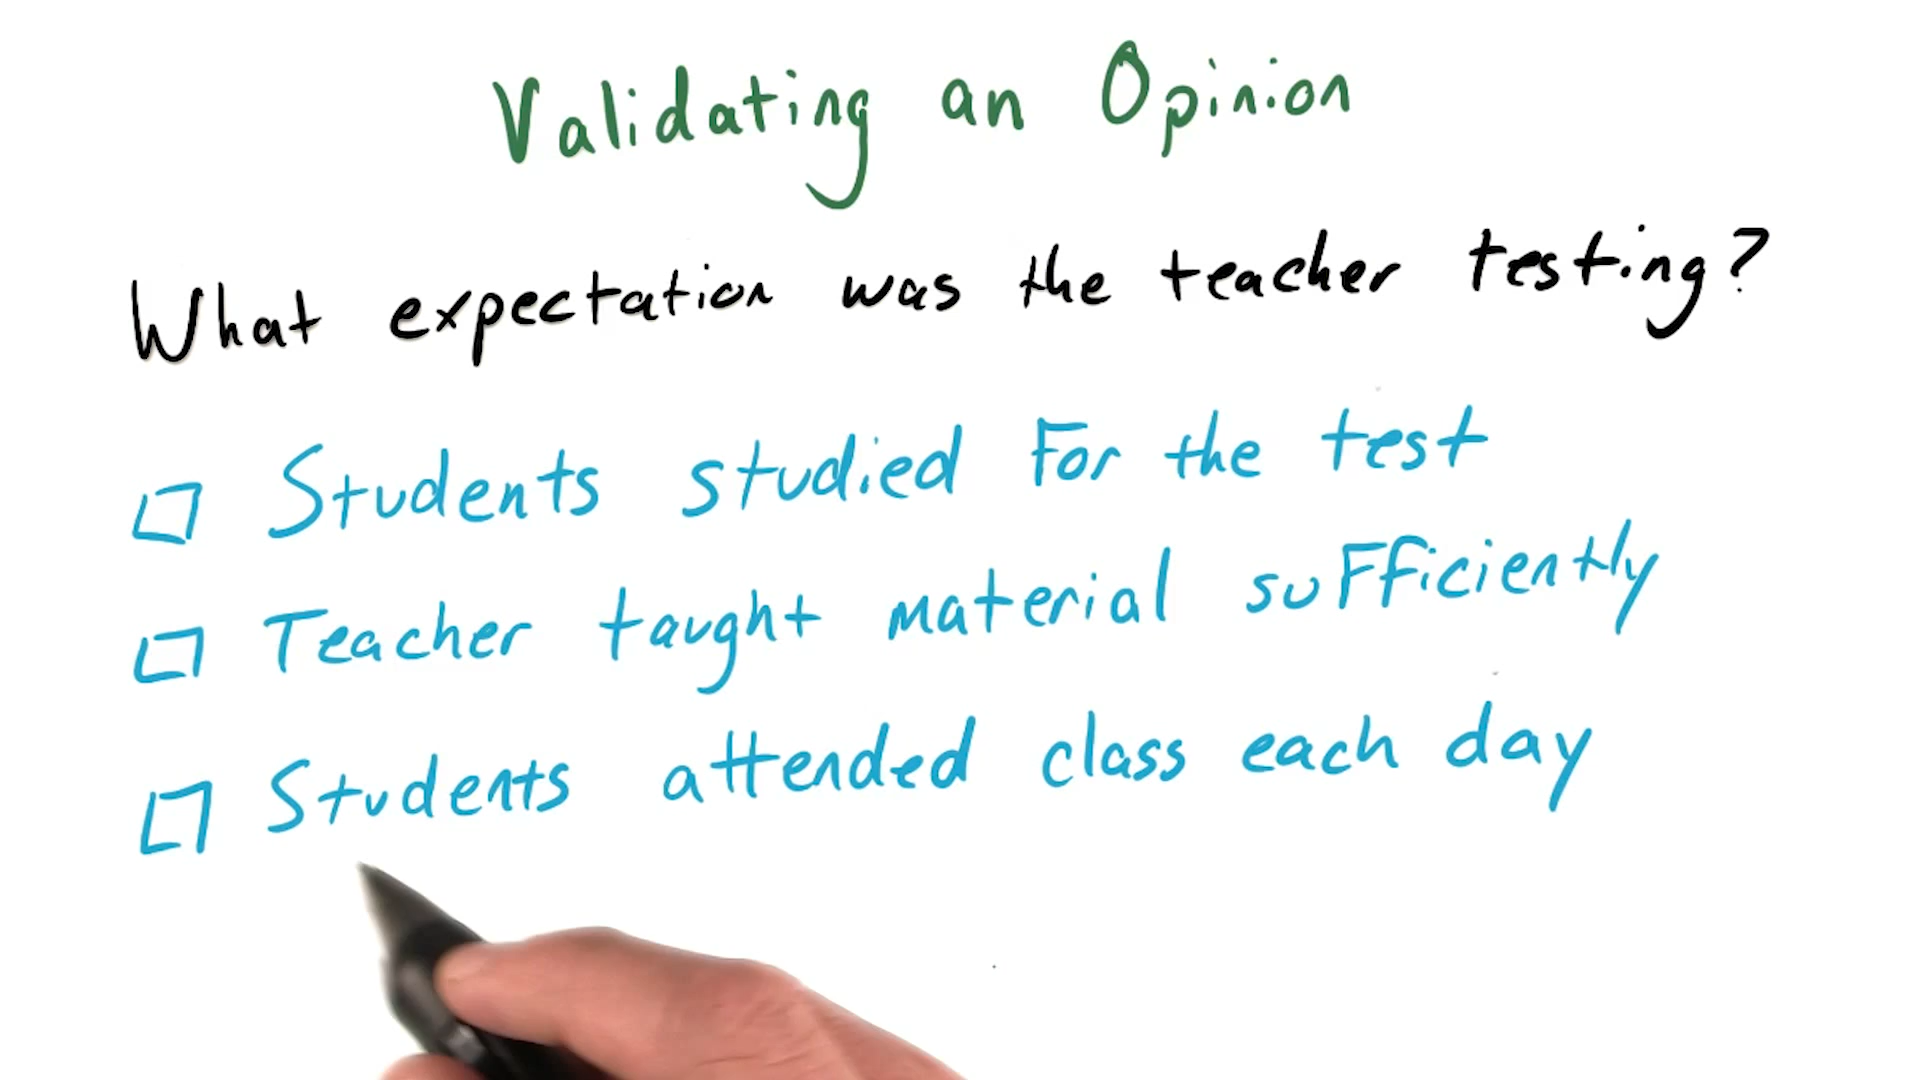 Validating an Opinion
What expectation was the teacher testing?
Students studied for the test
Teacher taught material sufficiently
Students attended class each day